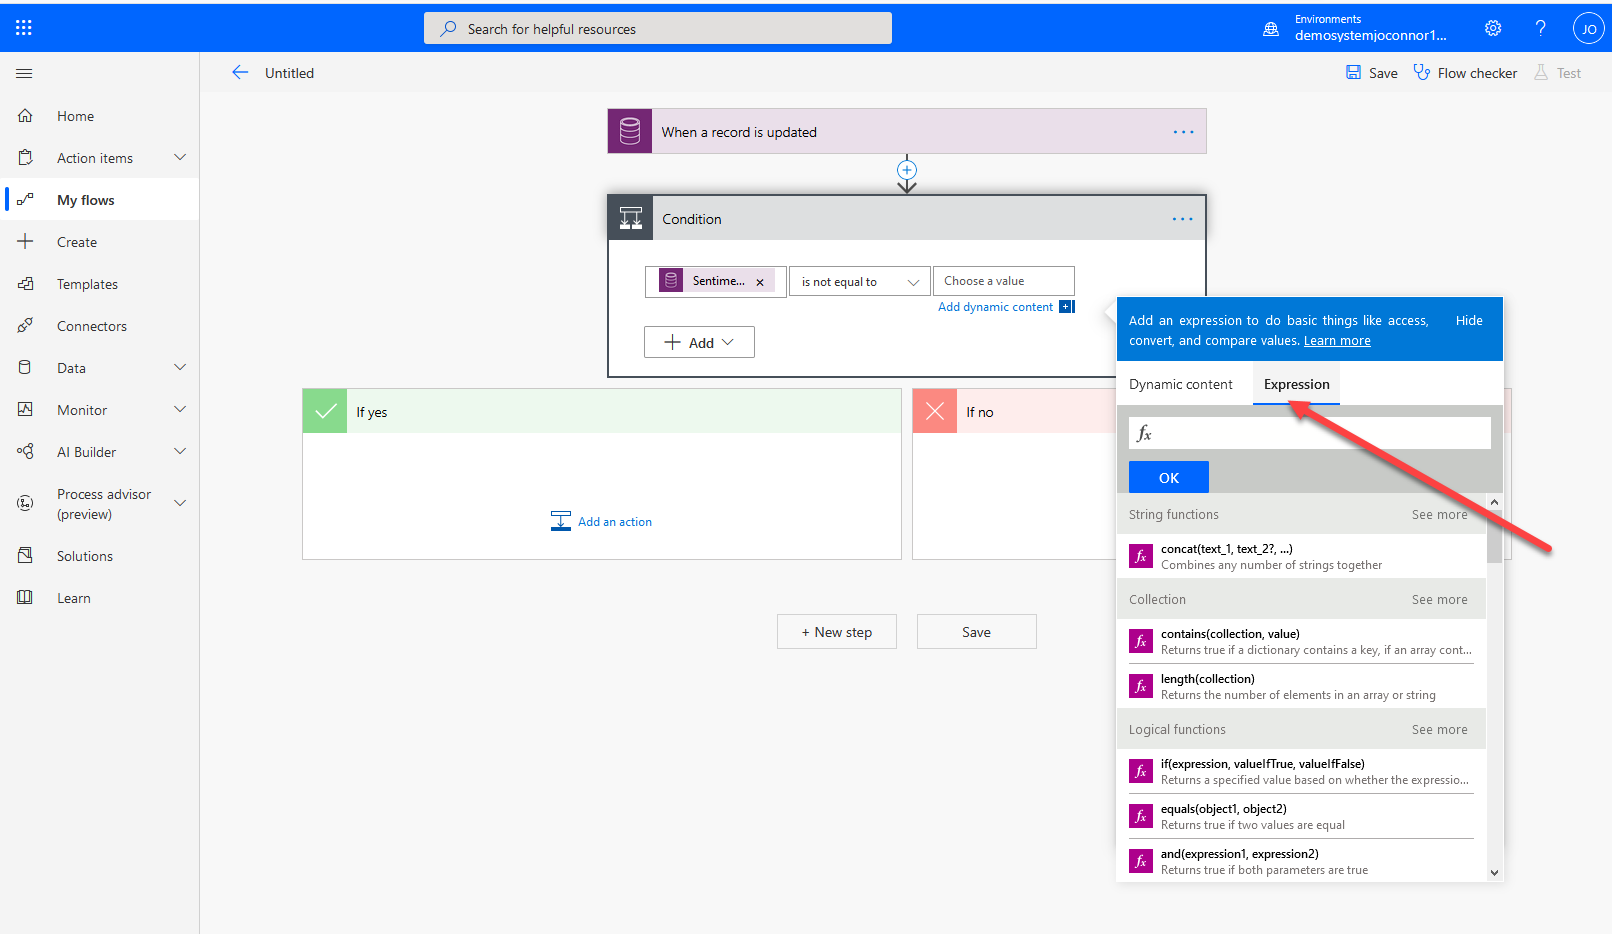 Search for helpful resources
Environments
demosystemjoconnor1...
JO
Untitled
Save
Flow checker
Test
Home
Action items
My flows
Create
Templates
Connectors
Data
Monitor
AI Builder
Process advisor
(preview)
Solutions
Learn
When a record is updated
Condition
Sentime...
is not equal to
Choose a value
Add dynamic content
Add
If yes
Add an action
If no
+ New step
Save
Add an expression to do basic things like access,
convert, and compare values. Learn more
Hide
Dynamic content
Expression
fx
OK
String functions
See more
fx
concat(text_1, text_2?, ...)
Combines any number of strings together
Collection
See more
fx
contains(collection, value)
Returns true if a dictionary contains a key, if an array cont...
fx
length(collection)
Returns the number of elements in an array or string
Logical functions
See more
fx
if(expression, valueIfTrue, valueIfFalse)
Returns a specified value based on whether the expressio...
fx
equals(object1, object2)
Returns true if two values are equal
fx
and(expression1, expression2)
Returns true if both parameters are true